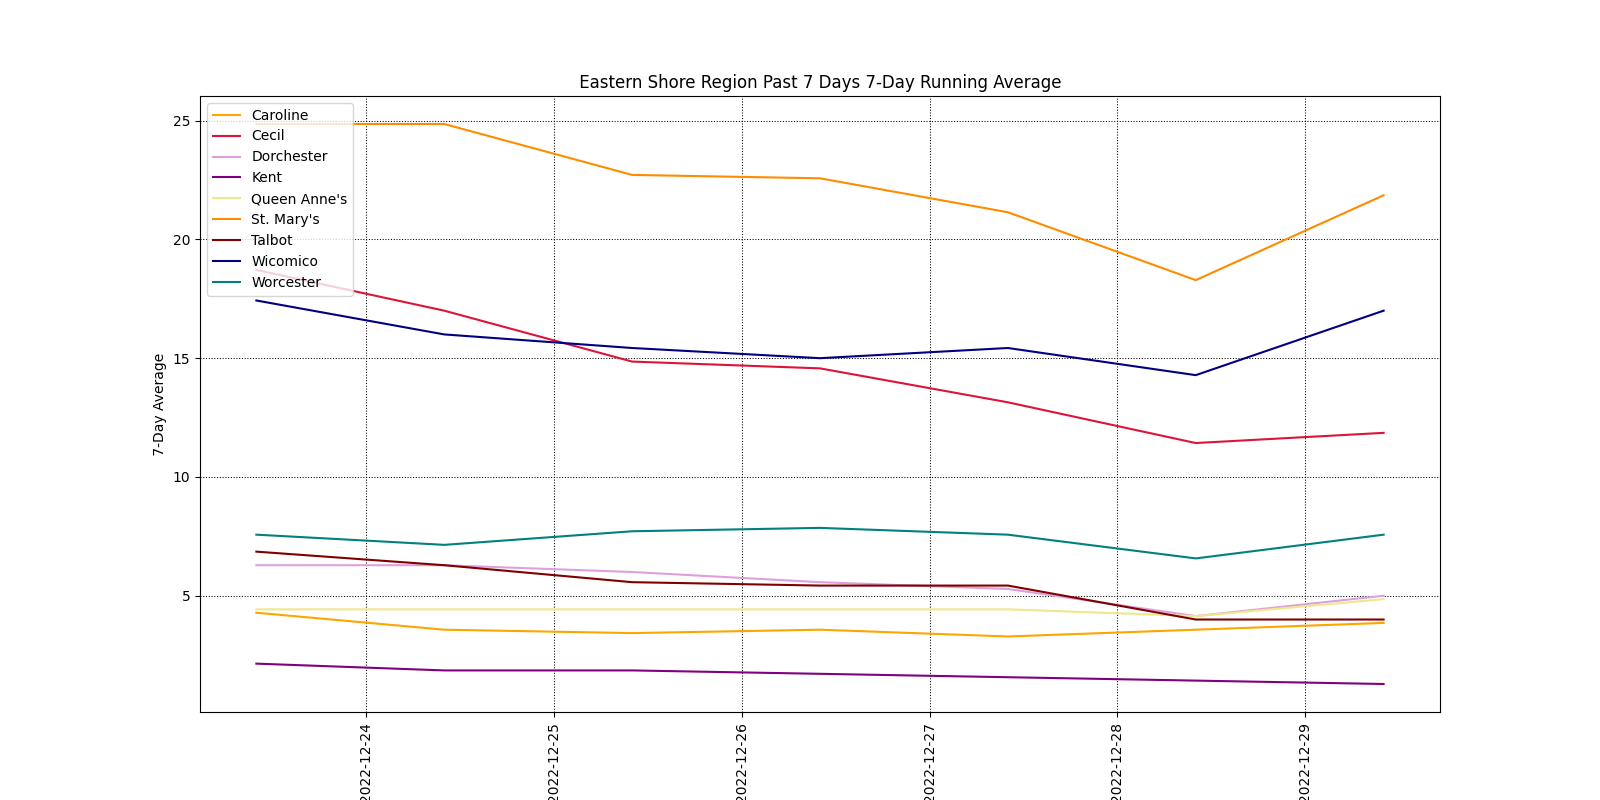 Eastern Shore Region Past 7 Days 7-Day Running Average
Caroline
Cecil
Dorchester
Kent
Queen Anne's
St. Mary's
Talbot
Wicomico
Worcester
25
20
15
10
5
7-Day Average
2022-12-24
2022-12-25
2022-12-26
2022-12-27
2022-12-28
2022-12-29